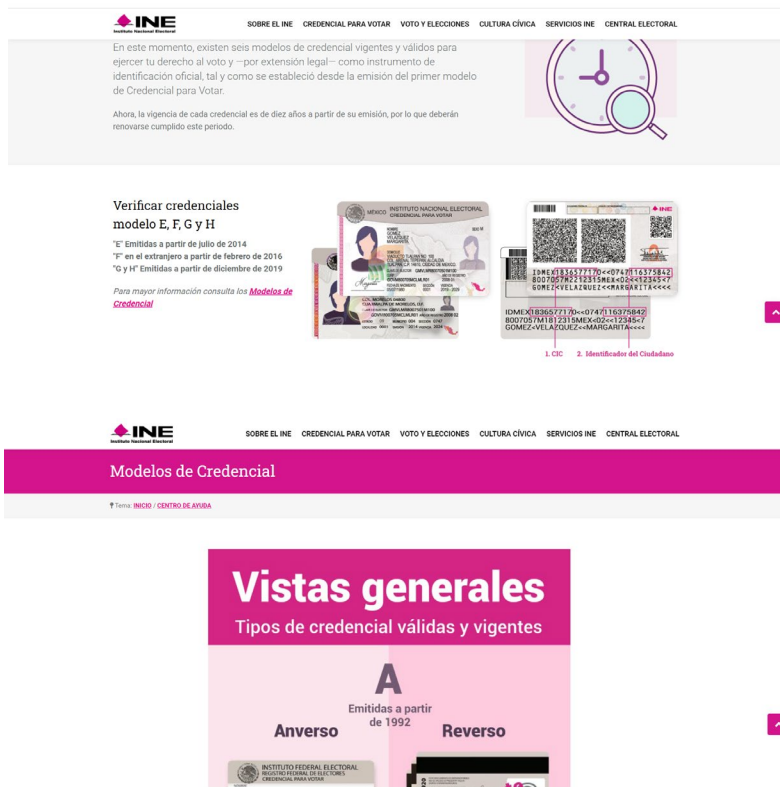 INE
Instituto Nacional Electoral
SOBRE EL INE CREDENCIAL PARA VOTAR VOTO Y ELECCIONES CULTURA CÍVICA SERVICIOS INE CENTRAL ELECTORAL
En este momento, existen seis modelos de credencial vigentes y válidos para
ejercer tu derecho al voto y —por extensión legal— como instrumento de
identificación oficial, tal y como se estableció desde la emisión del primer modelo
de Credencial para Votar.
Ahora, la vigencia de cada credencial es de diez años a partir de su emisión, por lo que deberán
renovarse cumplido este periodo.
Verificar credenciales
modelo E, F, G y H
"E" Emitidas a partir de julio de 2014
"F" en el extranjero a partir de febrero de 2016
"G y H" Emitidas a partir de diciembre de 2019
Para mayor información consulta los Modelos de
Credencial
MÉXICO INSTITUTO NACIONAL ELECTORAL
CREDENCIAL PARA VOTAR
NOMBRE
GOMEZ
VELAZQUEZ
MARGARITA
INE
IDMEX1836577170<<0747116375842
8007057M2212315MEX<02<<12345<7
GOMEZ<VELAZQUEZ<<MARGARITA<<<<
IDMEX1836577170<<0747116375842
8007057M1812315MEX<02<<12345<7
GOMEZ<VELAZQUEZ<<MARGARITA<<<<
1. CIC 2. Identificador del Ciudadano
INE
Instituto Nacional Electoral
SOBRE EL INE CREDENCIAL PARA VOTAR VOTO Y ELECCIONES CULTURA CÍVICA SERVICIOS INE CENTRAL ELECTORAL
Modelos de Credencial
Tema: INICIO / CENTRO DE AYUDA
Vistas generales
Tipos de credencial válidas y vigentes
A
Emitidas a partir
de 1992
Anverso Reverso
INSTITUTO FEDERAL ELECTORAL
REGISTRO FEDERAL DE ELECTORES
CREDENCIAL PARA VOTAR